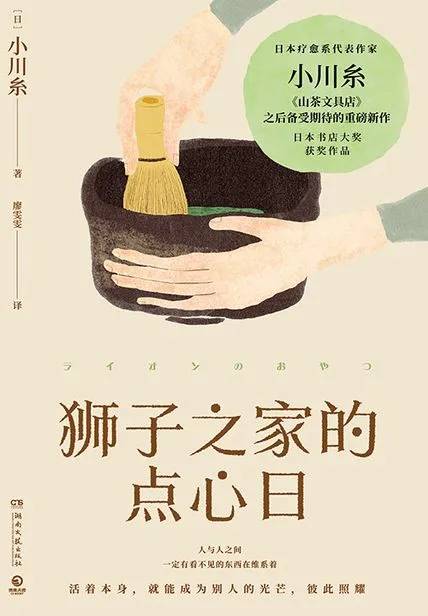 [日]
小川糸
著
廖雯雯
译
日本疗愈系代表作家
小川糸
《山茶文具店》
之后备受期待的重磅新作
日本书店大奖
获奖作品
ライオンのおやつ
狮子之家的
点心日
人与人之间
一定有看不见的东西在维系着
活着本身，就能成为别人的光芒，彼此照耀
湖南文艺出版社
博集天卷